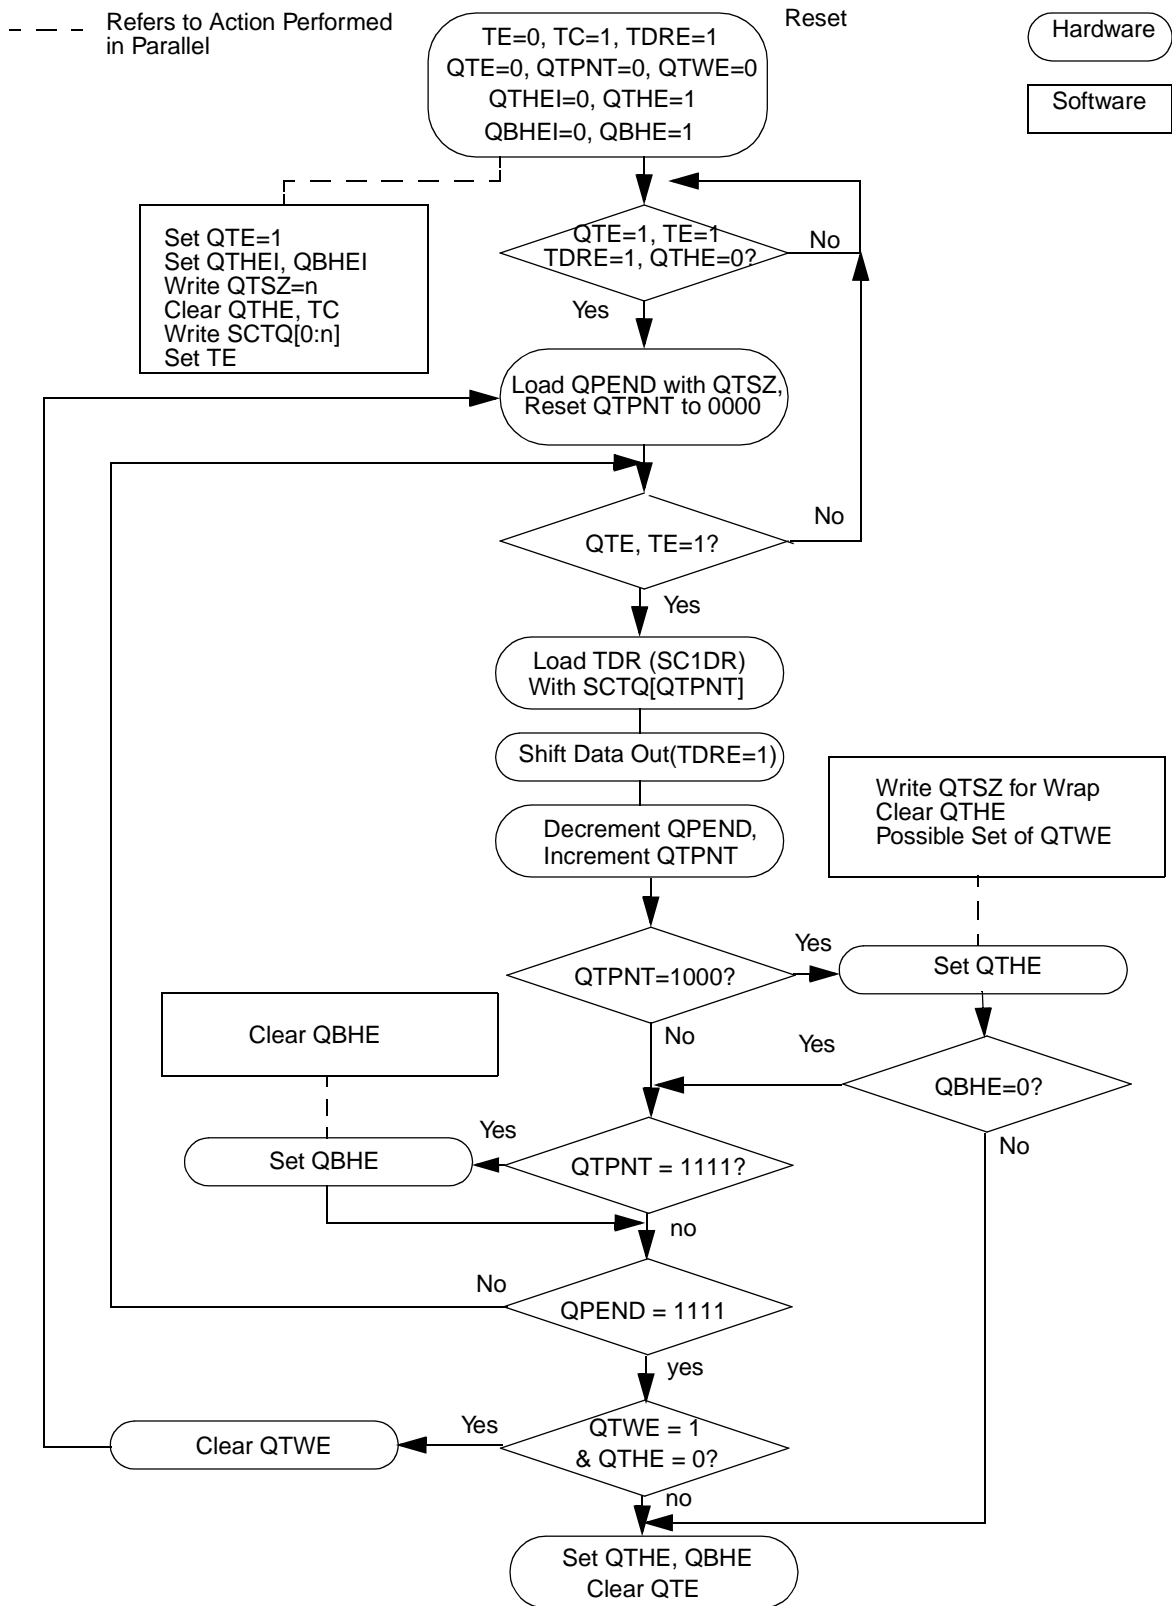 Refers to Action Performed
in Parallel
Reset
Hardware
Software
TE=0, TC=1, TDRE=1
QTE=0, QTPNT=0, QTWE=0
QTHEI=0, QTHE=1
QBHEI=0, QBHE=1
Set QTE=1
Set QTHEI, QBHEI
Write QTSZ=n
Clear QTHE, TC
Write SCTQ[0:n]
Set TE
QTE=1, TE=1
TDRE=1, QTHE=0?
No
Yes
Load QPEND with QTSZ,
Reset QTPNT to 0000
QTE, TE=1?
No
Yes
Load TDR (SC1DR)
With SCTQ[QTPNT]
Shift Data Out(TDRE=1)
Decrement QPEND,
Increment QTPNT
Write QTSZ for Wrap
Clear QTHE
Possible Set of QTWE
QTPNT=1000?
Yes
Set QTHE
No
Clear QBHE
Yes
QBHE=0?
No
Yes
Set QBHE
QTPNT = 1111?
no
No
QPEND = 1111
yes
Clear QTWE
Yes
QTWE = 1
& QTHE = 0?
no
Set QTHE, QBHE
Clear QTE